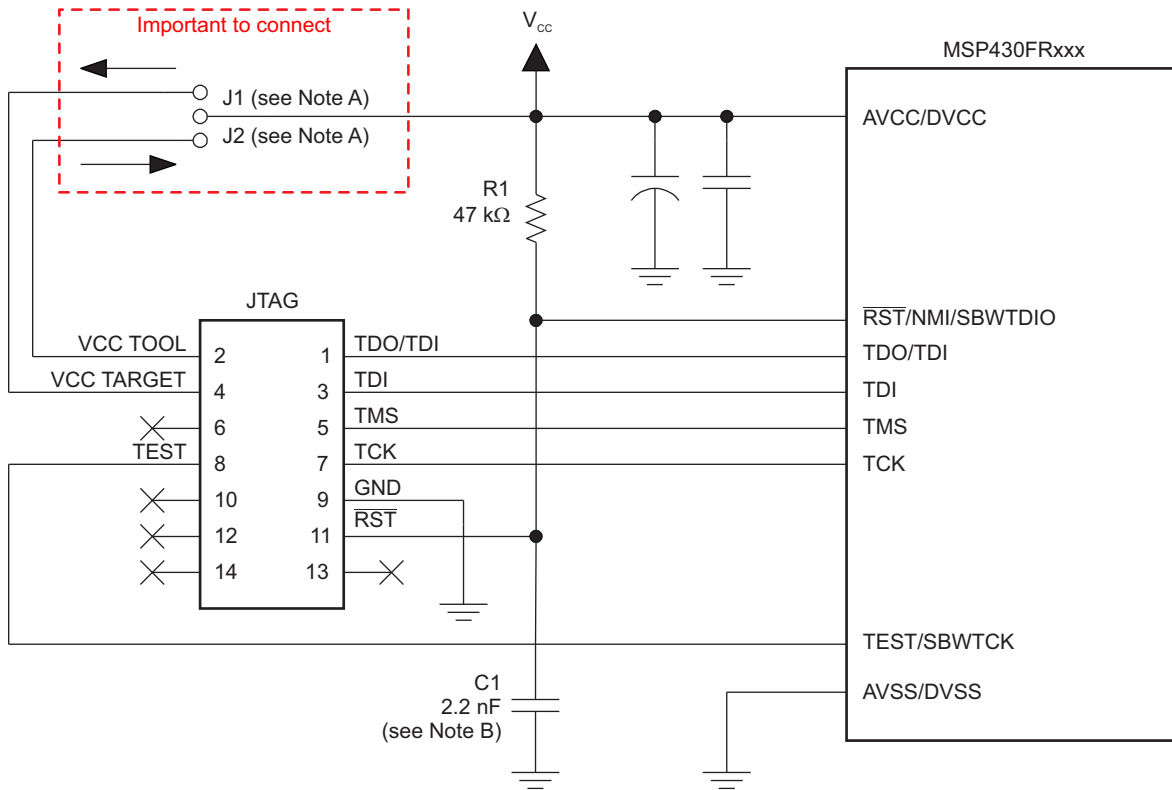 Important to connect
V_CC
MSP430FRxxx
J1 (see Note A)
J2 (see Note A)
AVCC/DVCC
R1
47 kΩ
JTAG
R̅S̅T̅/NMI/SBWTDIO
VCC TOOL 2 1 TDO/TDI TDO/TDI
VCC TARGET 4 3 TDI TDI
6 5 TMS TMS
TEST 8 7 TCK TCK
10 9 GND
12 11 R̅S̅T̅
14 13
TEST/SBWTCK
C1
2.2 nF
(see Note B)
AVSS/DVSS